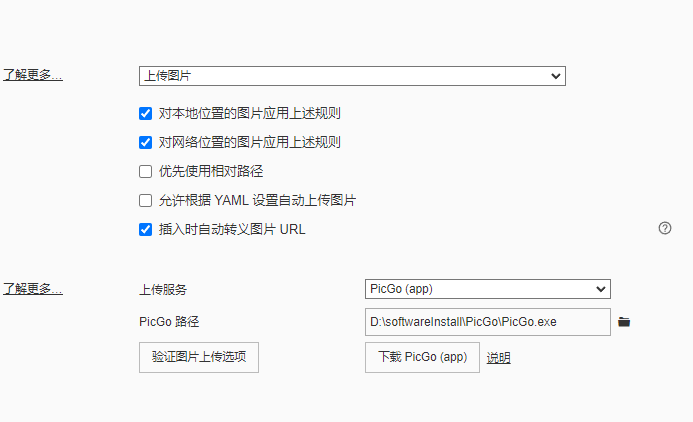 了解更多...
上传图片
对本地位置的图片应用上述规则
对网络位置的图片应用上述规则
优先使用相对路径
允许根据 YAML 设置自动上传图片
插入时自动转义图片 URL
了解更多...
上传服务 PicGo (app)
PicGo 路径 D:\softwareInstall\PicGo\PicGo.exe
验证图片上传选项 下载 PicGo (app) 说明